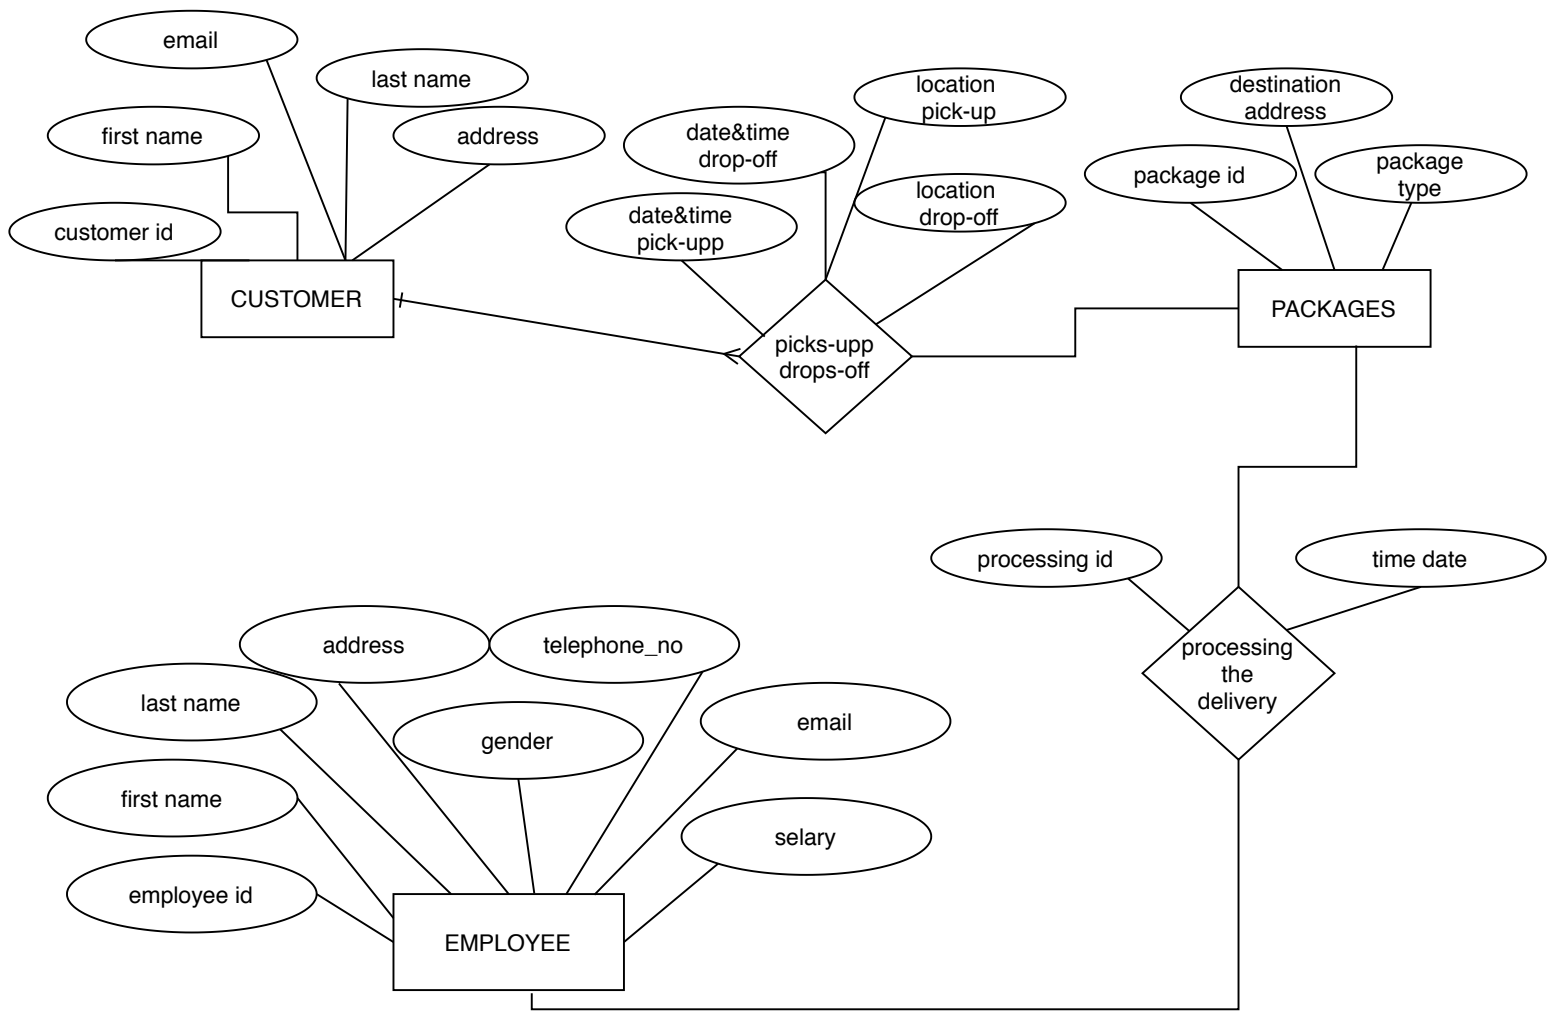 email
last name
first name
address
customer id
CUSTOMER
date&time
drop-off
location
pick-up
date&time
pick-upp
location
drop-off
picks-upp
drops-off
destination
address
package id
package
type
PACKAGES
processing id
time date
processing
the
delivery
address
telephone_no
last name
gender
email
first name
selary
employee id
EMPLOYEE